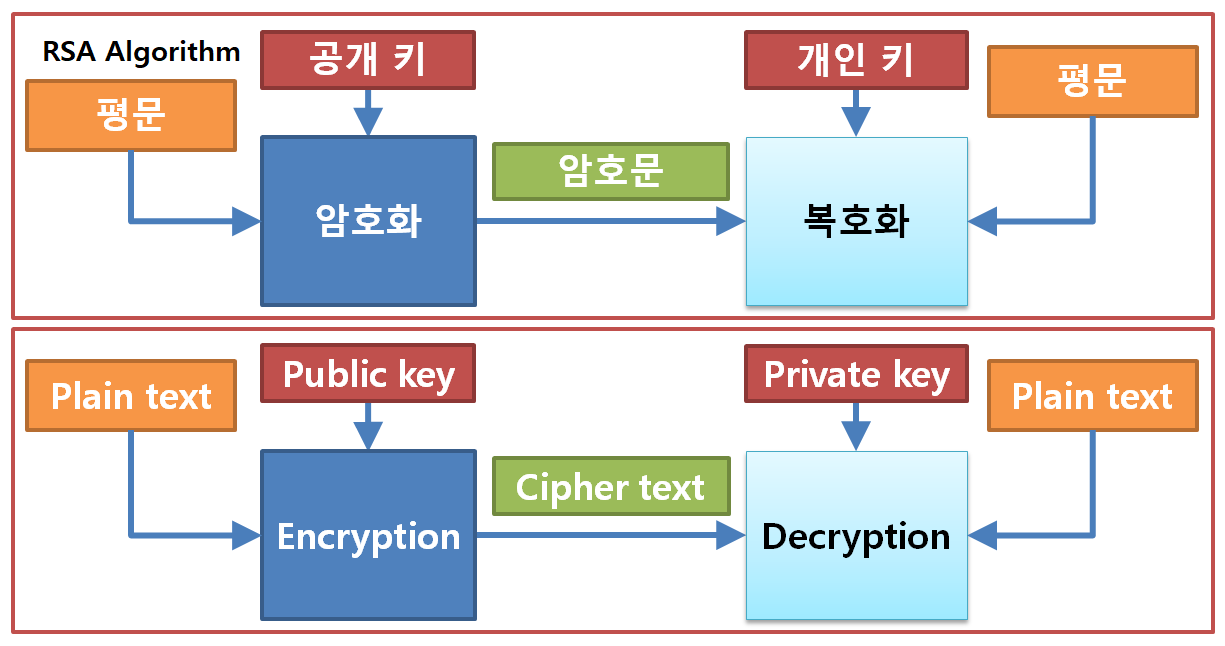 RSA Algorithm
공개 키
개인 키
평문
평문
암호문
암호화
복호화
Public key
Private key
Plain text
Plain text
Cipher text
Encryption
Decryption